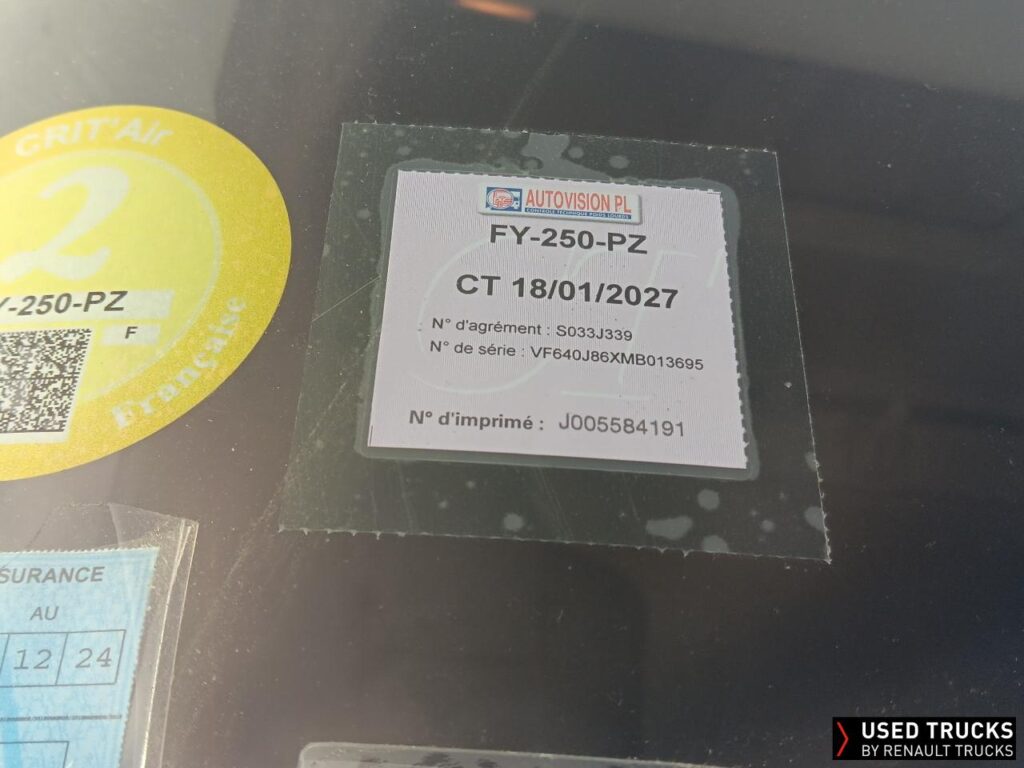 CRIT'Air
2
Y-250-PZ
F
Française
AUTOVISION PL
CONTROLE TECHNIQUE POIDS LOURDS
FY-250-PZ
CT 18/01/2027
N° d'agrément : S033J339
N° de série : VF640J86XMB013695
N° d'imprimé : J005584191
SURANCE
AU
12 24
USED TRUCKS
BY RENAULT TRUCKS